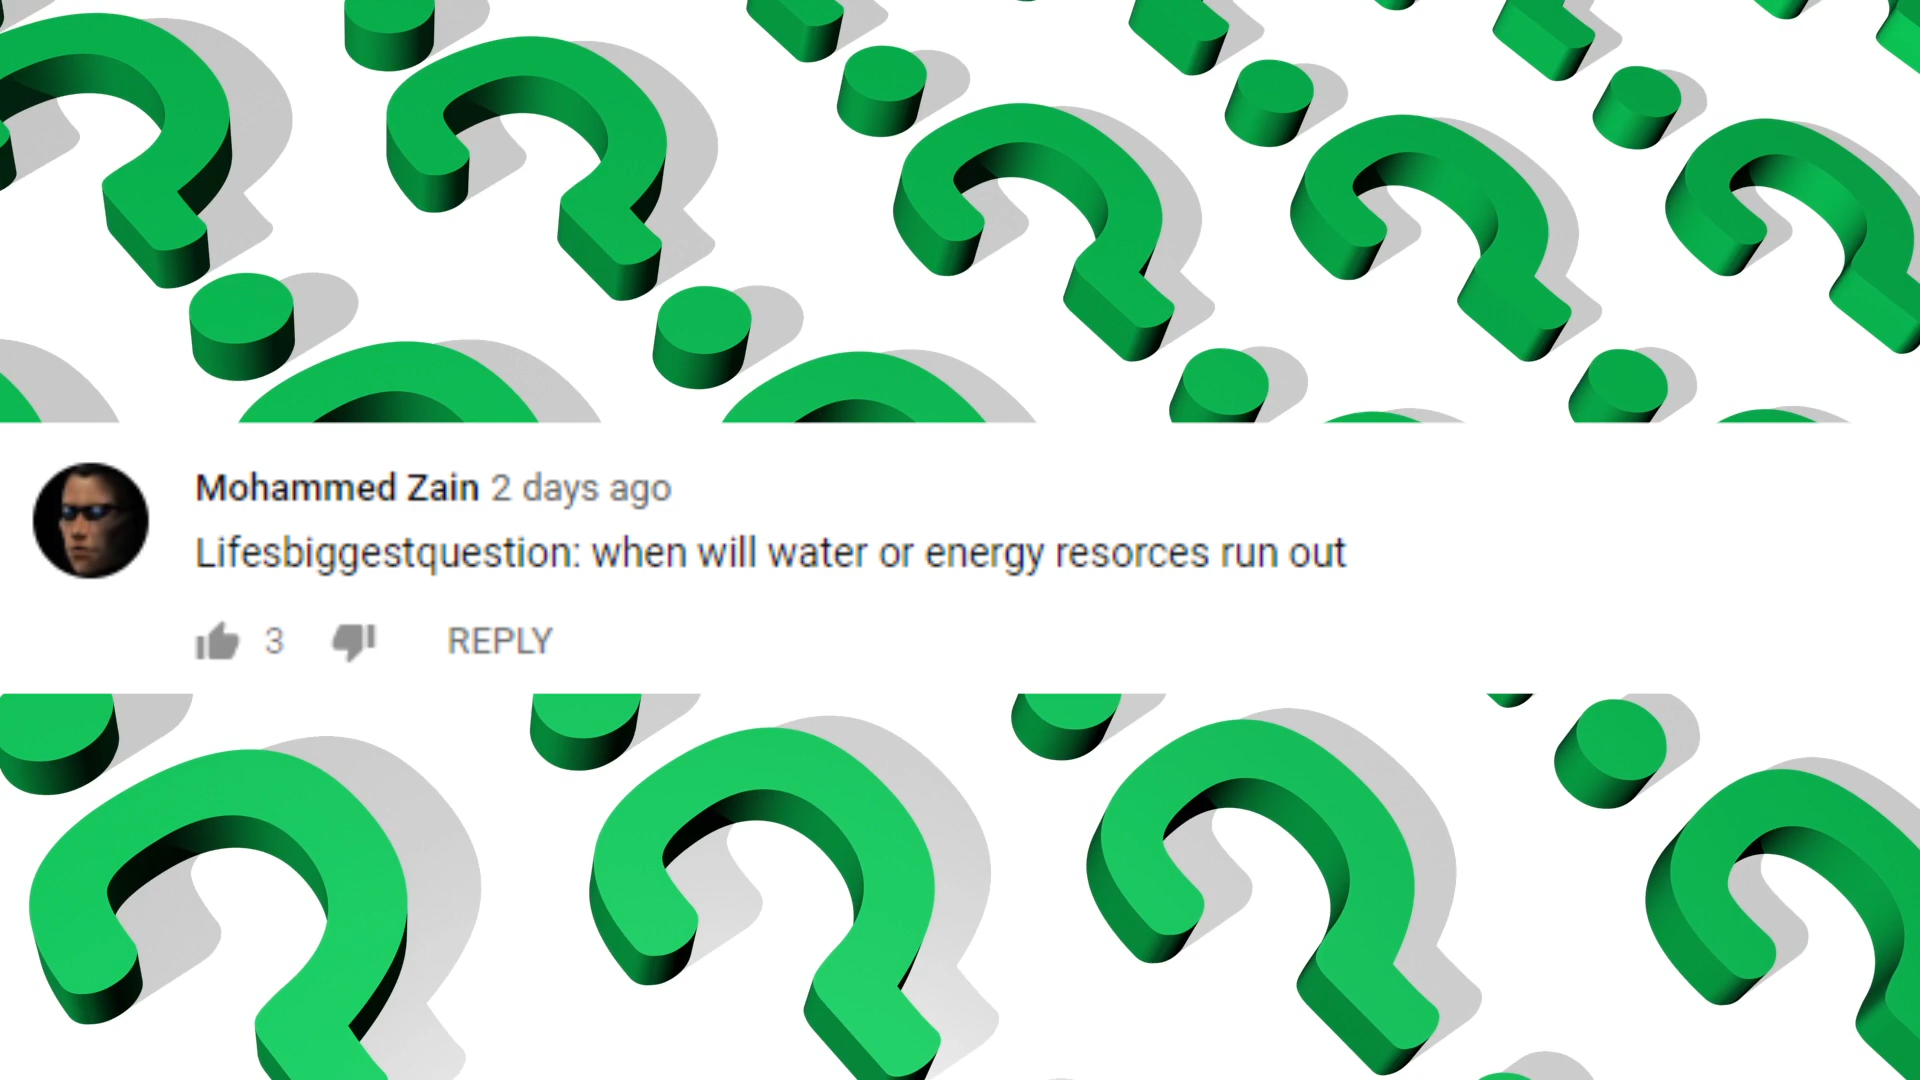 Mohammed Zain 2 days ago
Lifesbiggestquestion: when will water or energy resorces run out
3 REPLY